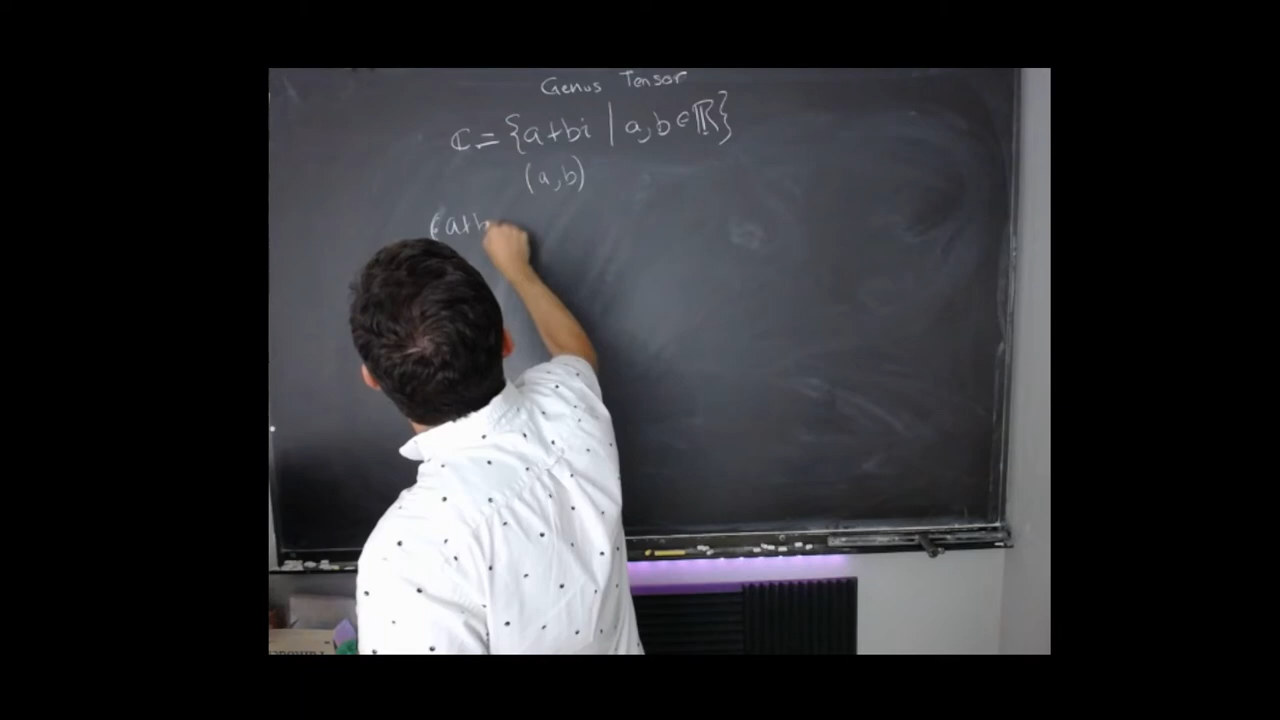 Genus Tensor
ℂ = {a+bi | a,b ∈ ℝ}
(a,b)
(a+b